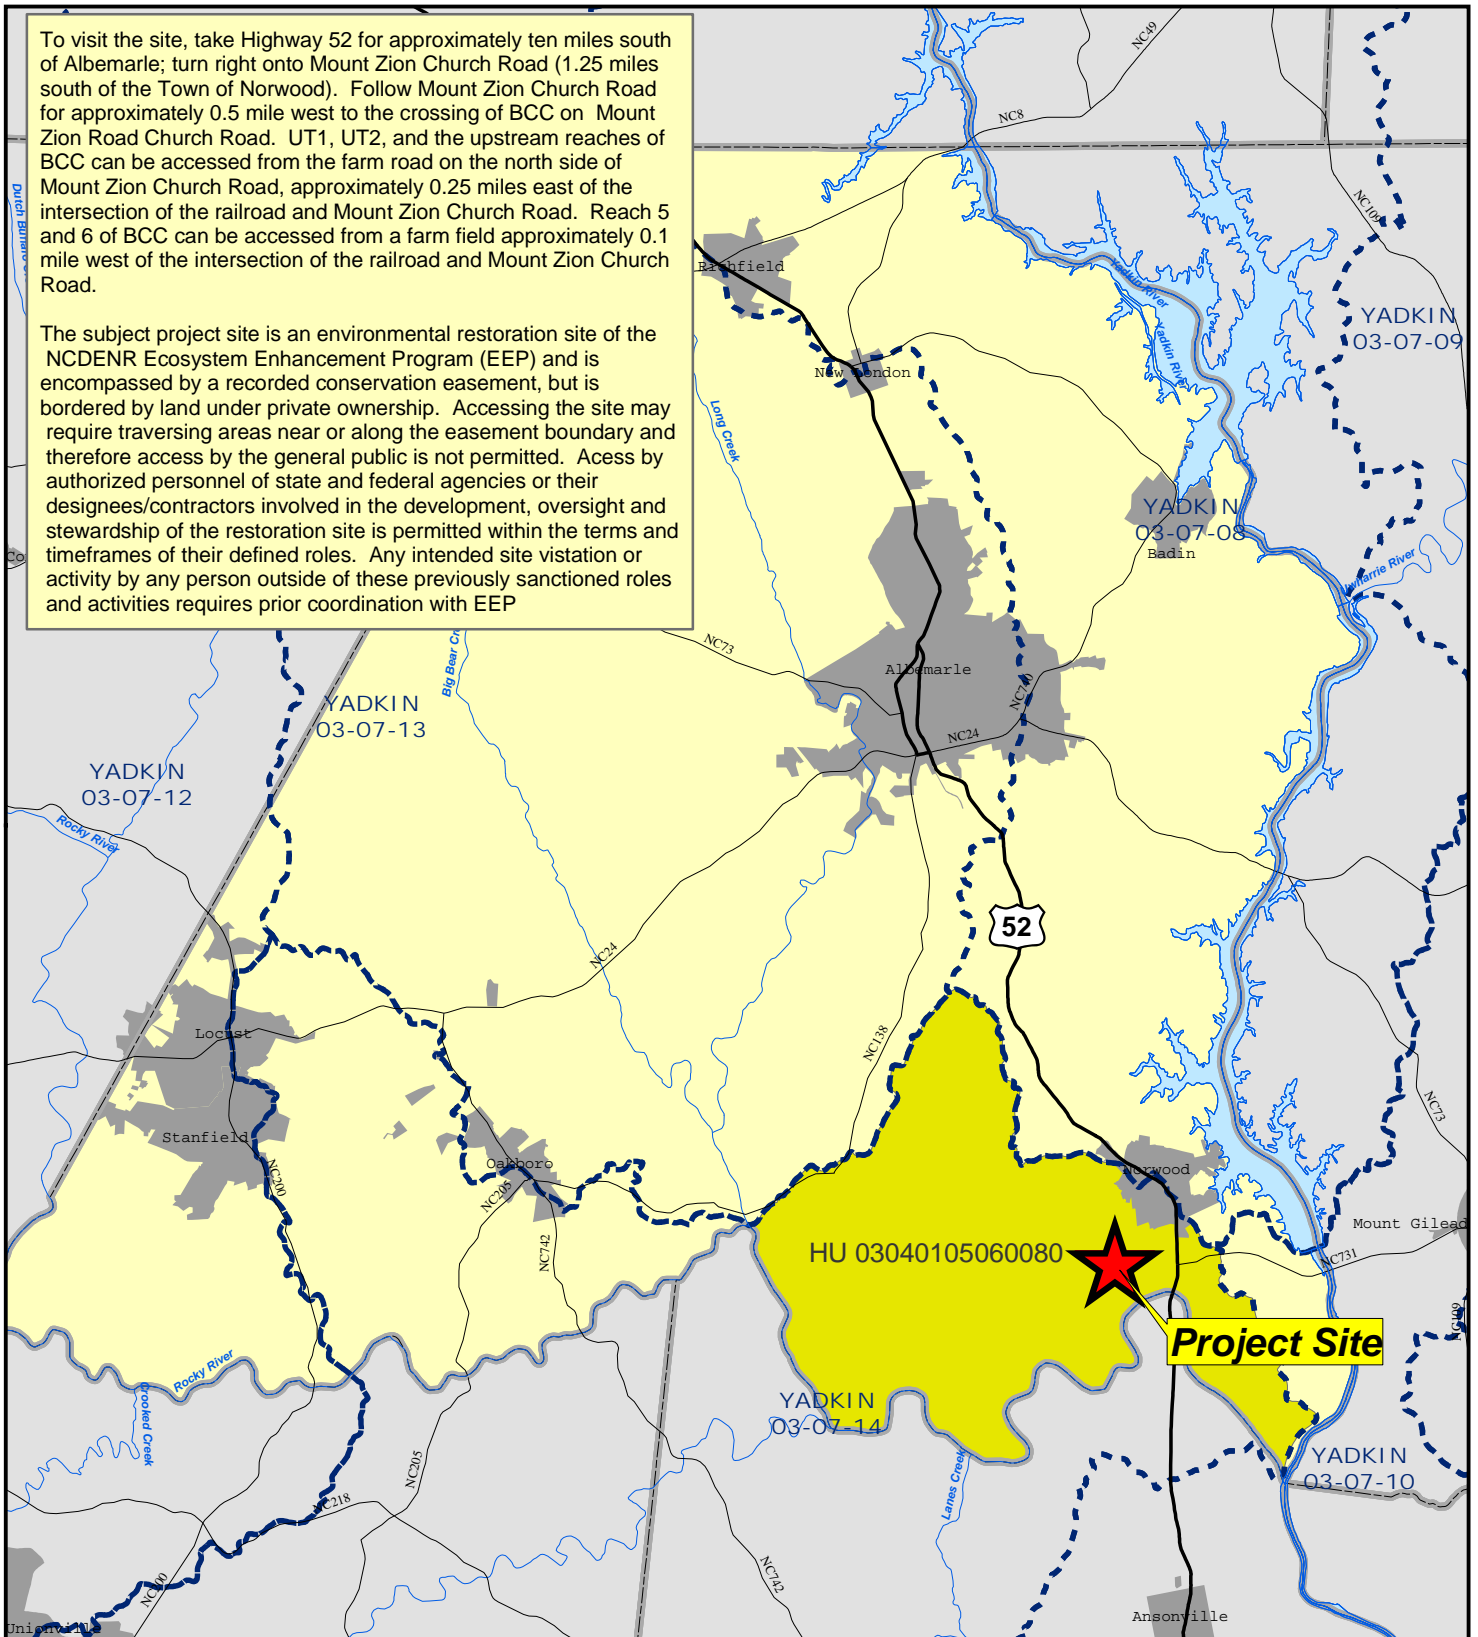 To visit the site, take Highway 52 for approximately ten miles south
of Albemarle; turn right onto Mount Zion Church Road (1.25 miles
south of the Town of Norwood).  Follow Mount Zion Church Road
for approximately 0.5 mile west to the crossing of BCC on  Mount
Zion Road Church Road.  UT1, UT2, and the upstream reaches of
BCC can be accessed from the farm road on the north side of
Mount Zion Church Road, approximately 0.25 miles east of the
intersection of the railroad and Mount Zion Church Road.  Reach 5
and 6 of BCC can be accessed from a farm field approximately 0.1
mile west of the intersection of the railroad and Mount Zion Church
Road.
The subject project site is an environmental restoration site of the
NCDENR Ecosystem Enhancement Program (EEP) and is
encompassed by a recorded conservation easement, but is
bordered by land under private ownership.  Accessing the site may
require traversing areas near or along the easement boundary and
therefore access by the general public is not permitted.  Acess by
authorized personnel of state and federal agencies or their
designees/contractors involved in the development, oversight and
stewardship of the restoration site is permitted within the terms and
timeframes of their defined roles.  Any intended site vistation or
activity by any person outside of these previously sanctioned roles
and activities requires prior coordination with EEP
NC49
NC8
NC109
Dutch
Richfield
Yadkin River
Yadkin River
YADKIN
03-07-09
New London
Long Creek
YADKIN
03-07-08
Badin
Uwharrie River
Big Bear
NC73
Albemarle
NC740
YADKIN
03-07-13
NC24
YADKIN
03-07-12
Rocky River
52
NC24
Locust
NC138
NC73
Stanfield
NC200
Oakboro
NC205
NC742
Norwood
Mount Gilead
HU 03040105060080
NC731
NC109
Project Site
Rocky River
Crooked Creek
YADKIN
03-07-14
YADKIN
03-07-10
Lanes Creek
NC205
NC218
NC200
NC742
Unionville
Ansonville